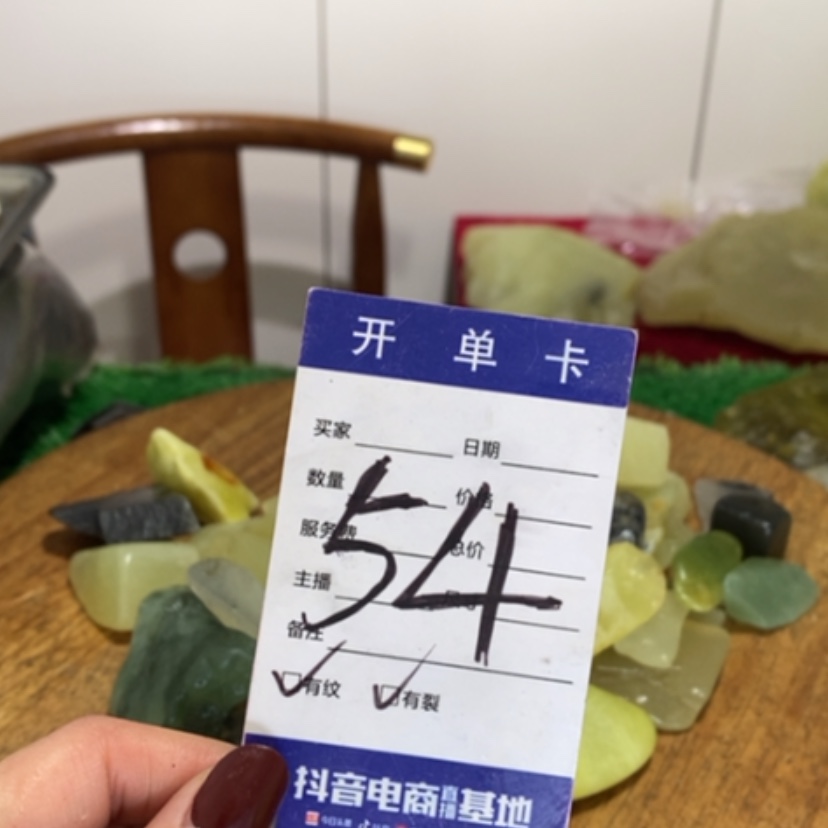 开单卡
买家 日期
数量 价格
服务费 总价
主播
备注
54
有纹 有裂
抖音电商直播基地